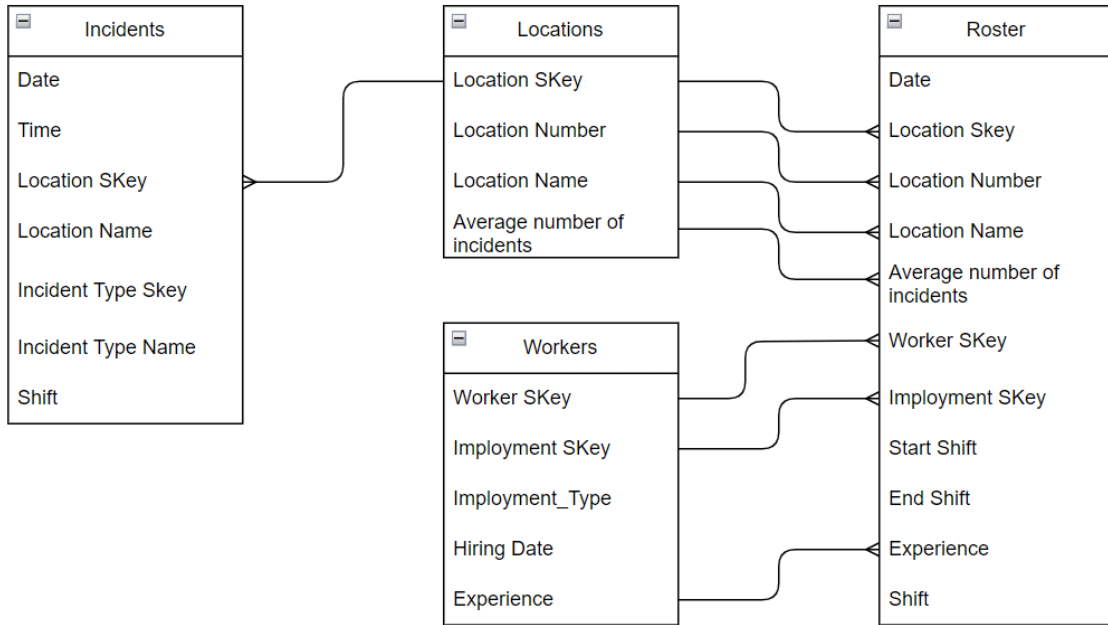 Incidents
Date
Time
Location SKey
Location Name
Incident Type Skey
Incident Type Name
Shift
Locations
Location SKey
Location Number
Location Name
Average number of
incidents
Workers
Worker SKey
Imployment SKey
Imployment_Type
Hiring Date
Experience
Roster
Date
Location Skey
Location Number
Location Name
Average number of
incidents
Worker SKey
Imployment SKey
Start Shift
End Shift
Experience
Shift